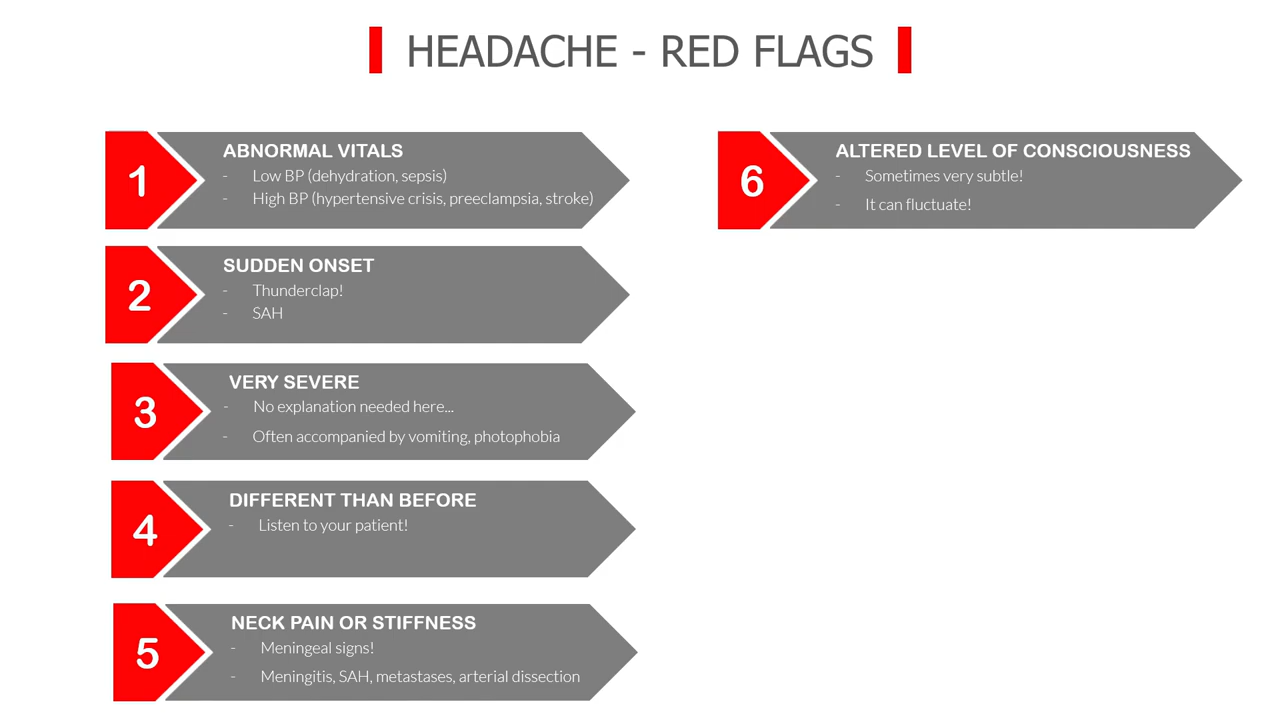 HEADACHE - RED FLAGS
1
ABNORMAL VITALS
- Low BP (dehydration, sepsis)
- High BP (hypertensive crisis, preeclampsia, stroke)
2
SUDDEN ONSET
- Thunderclap!
- SAH
3
VERY SEVERE
- No explanation needed here...
- Often accompanied by vomiting, photophobia
4
DIFFERENT THAN BEFORE
- Listen to your patient!
5
NECK PAIN OR STIFFNESS
- Meningeal signs!
- Meningitis, SAH, metastases, arterial dissection
6
ALTERED LEVEL OF CONSCIOUSNESS
- Sometimes very subtle!
- It can fluctuate!